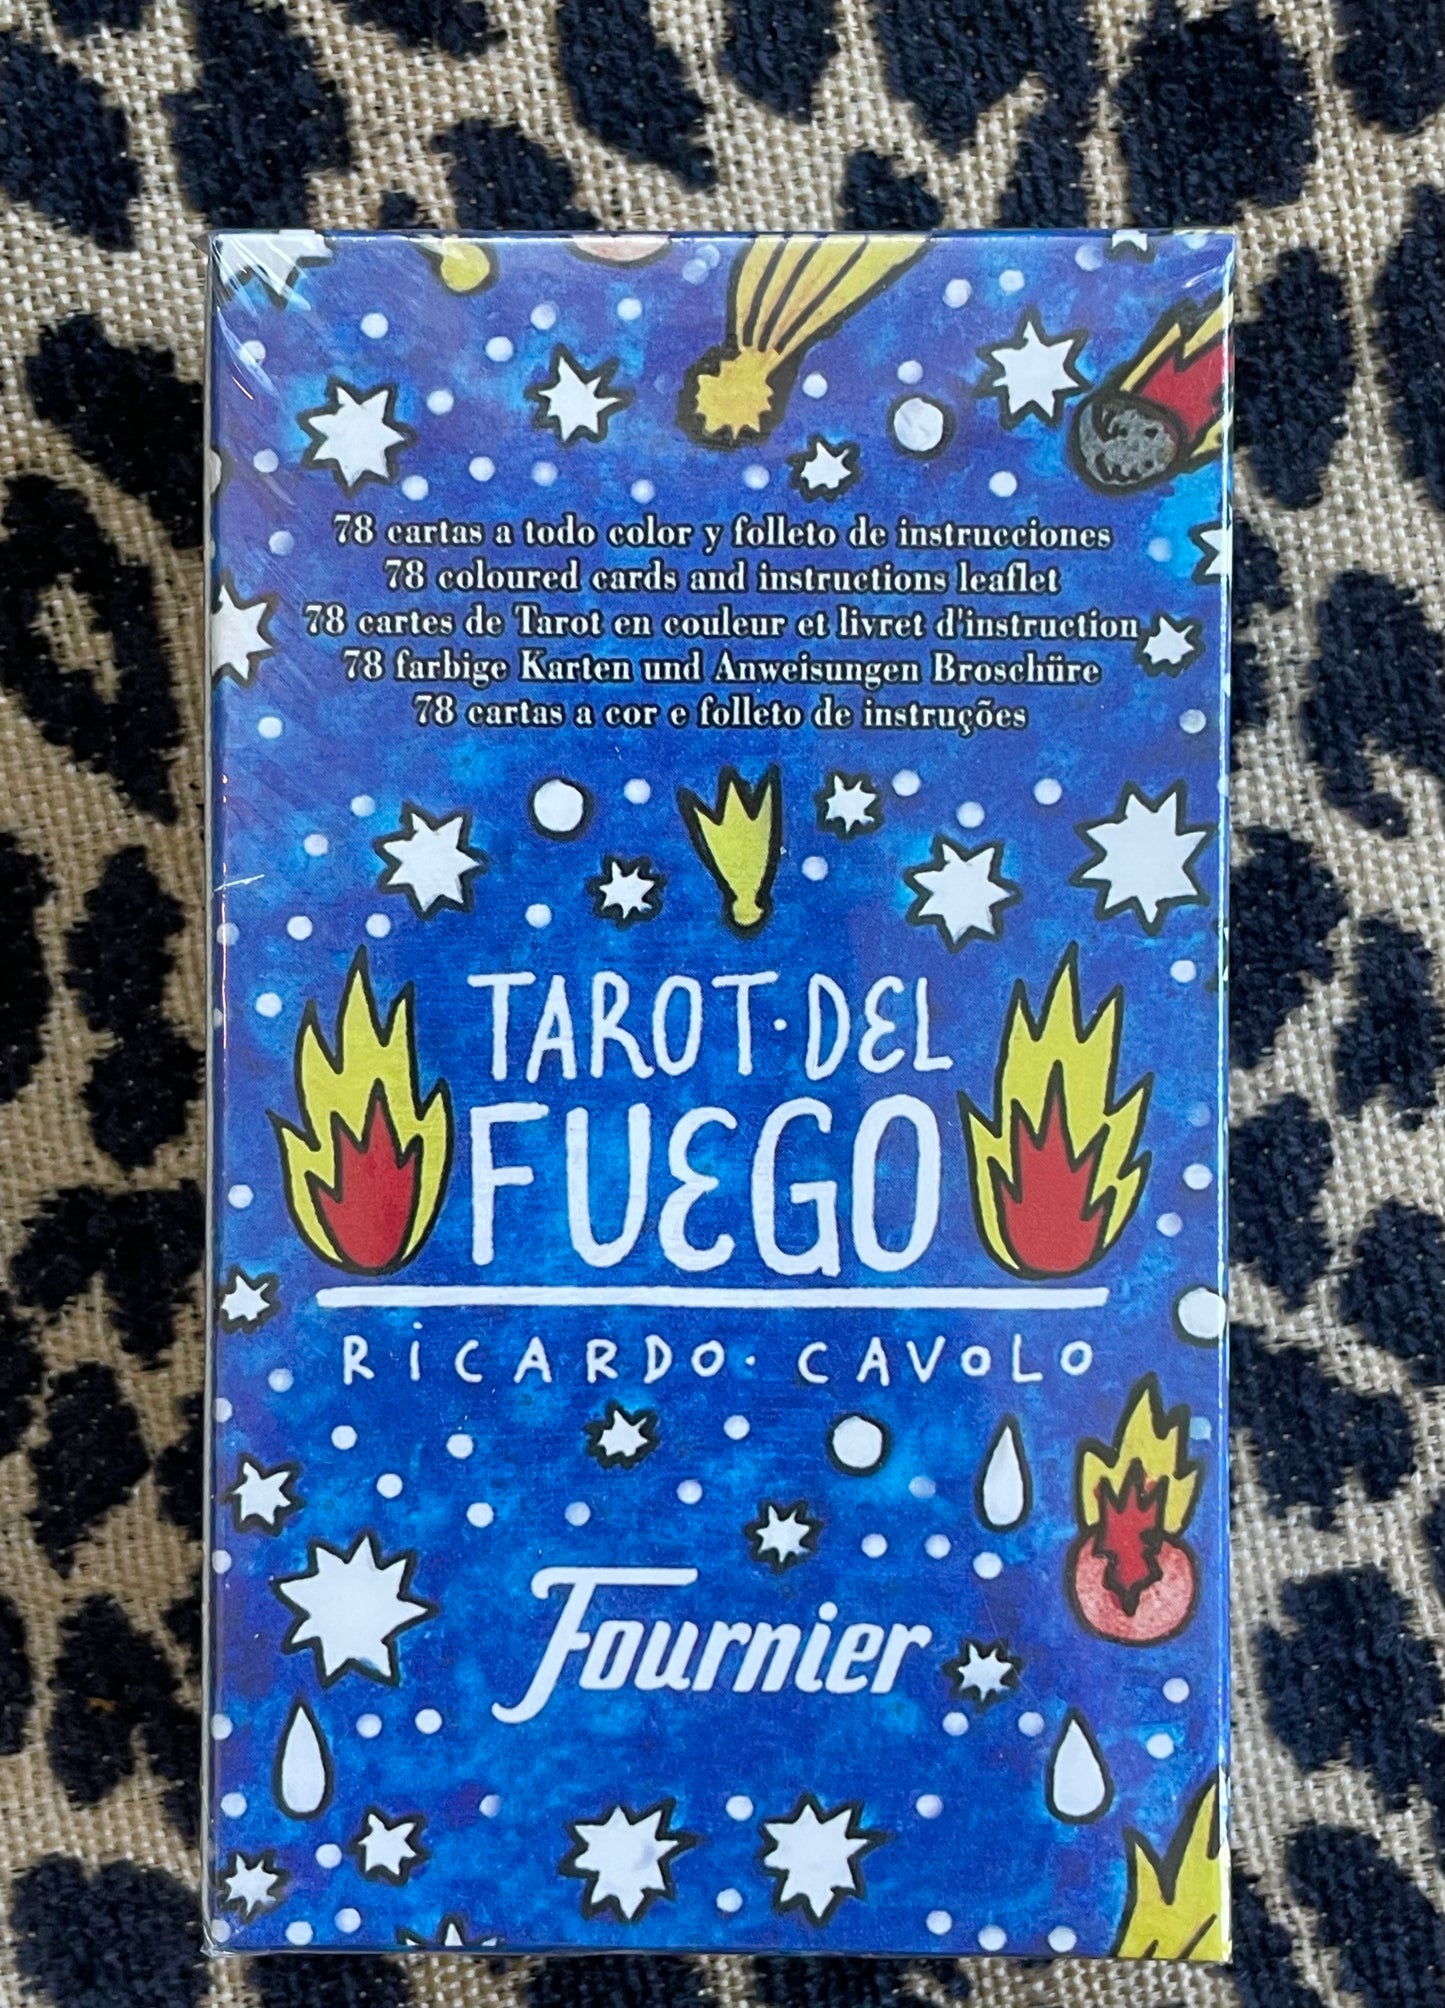 78 cartas a todo color y folleto de instrucciones
78 coloured cards and instructions leaflet
78 cartes de Tarot en couleur et livret d'instruction
78 farbige Karten und Anweisungen Broschüre
78 cartas a cor e folleto de instruções
TAROT·DEL
FUEGO
RiCARDO·CAVOLO
Fournier